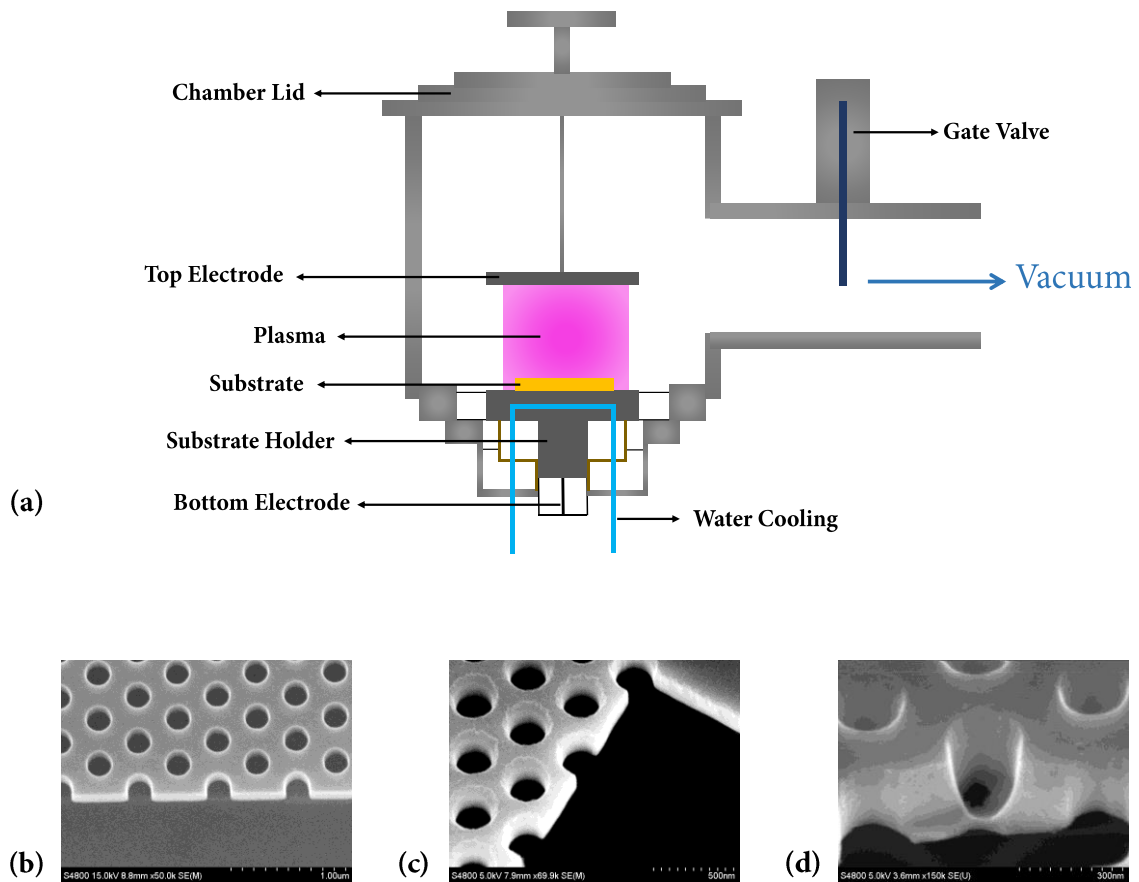 Chamber Lid
Gate Valve
Top Electrode
Vacuum
Plasma
Substrate
Substrate Holder
Bottom Electrode
Water Cooling
(a)
(b)
S4800 15.0kV 8.8mm x50.0k SE(M)
1.00um
(c)
S4800 5.0kV 7.9mm x69.9k SE(M)
500nm
(d)
S4800 5.0kV 3.6mm x150k SE(U)
300nm